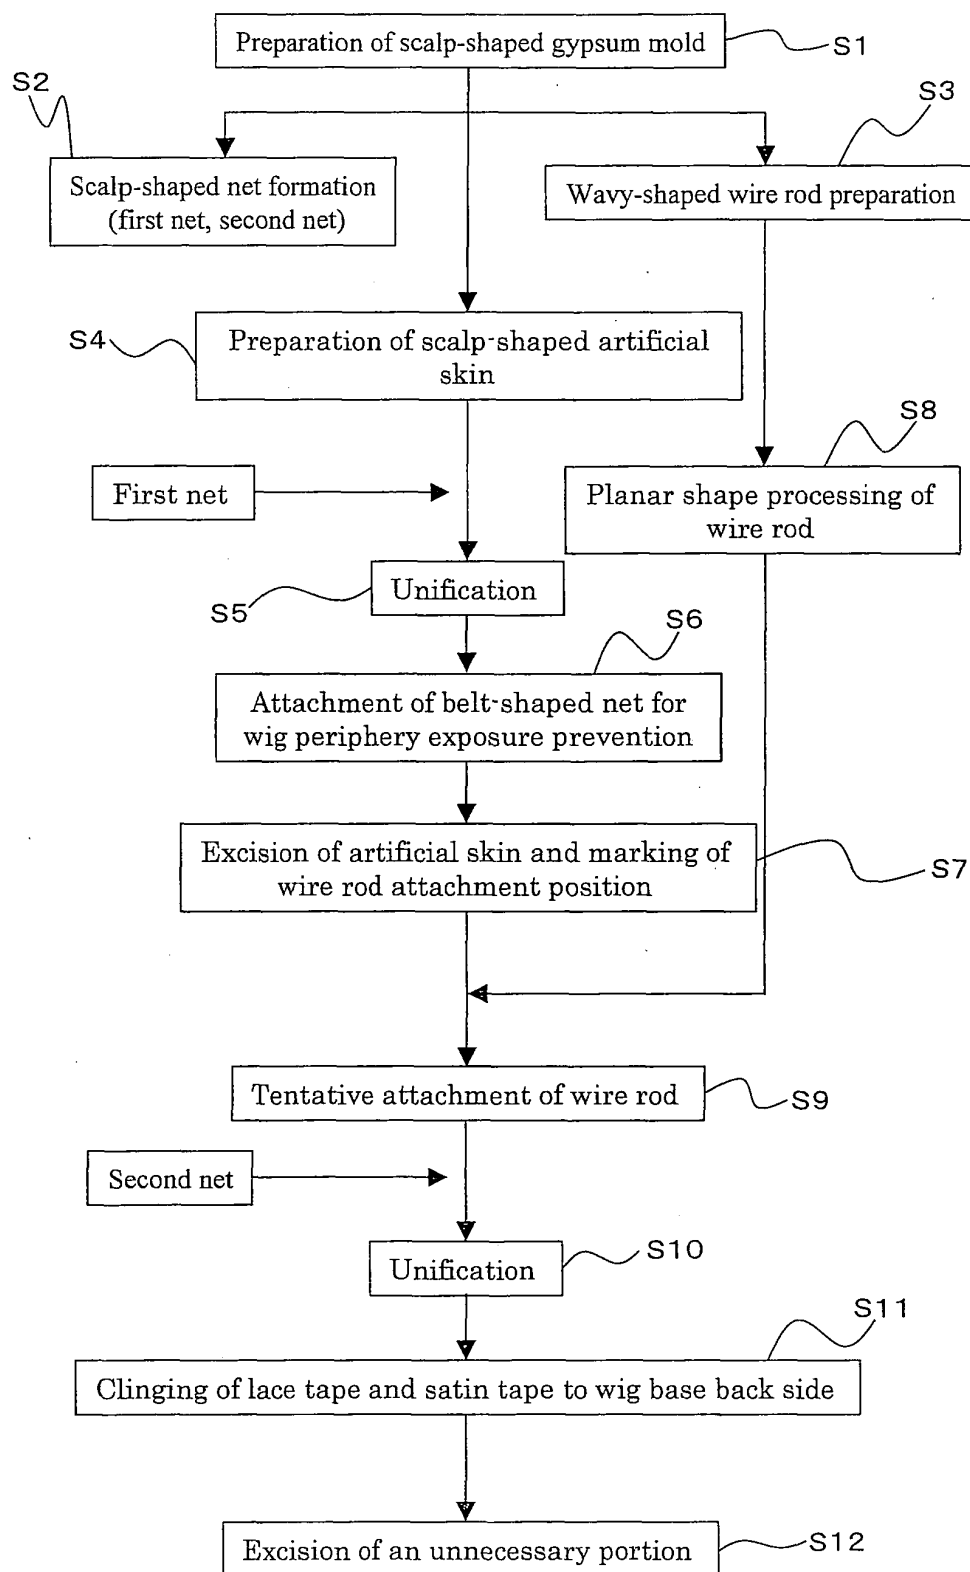 Preparation of scalp-shaped gypsum mold
S1
S2
S3
Scalp-shaped net formation
(first net, second net)
Wavy-shaped wire rod preparation
S4
Preparation of scalp-shaped artificial
skin
S8
First net
Planar shape processing of
wire rod
Unification
S5
S6
Attachment of belt-shaped net for
wig periphery exposure prevention
Excision of artificial skin and marking of
wire rod attachment position
S7
Tentative attachment of wire rod
S9
Second net
Unification
S10
S11
Clinging of lace tape and satin tape to wig base back side
Excision of an unnecessary portion
S12